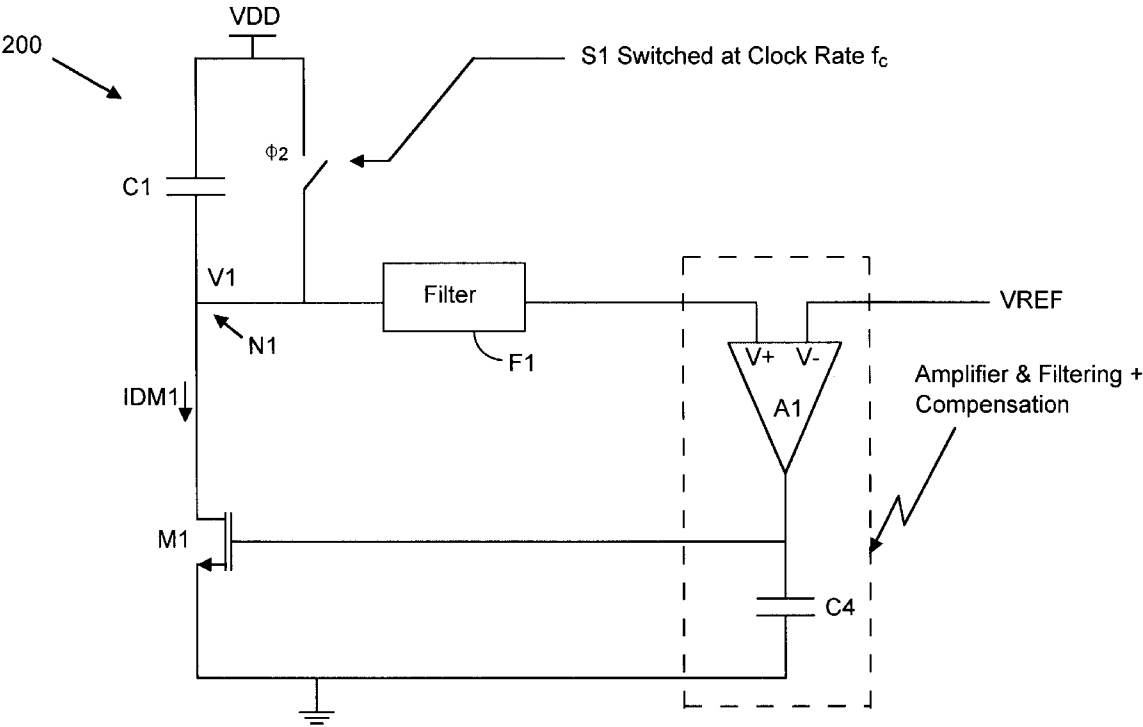 VDD
200
S1 Switched at Clock Rate fc
Φ2
C1
V1
Filter
VREF
N1
F1
V+ V-
A1
Amplifier & Filtering +
Compensation
IDM1
M1
C4